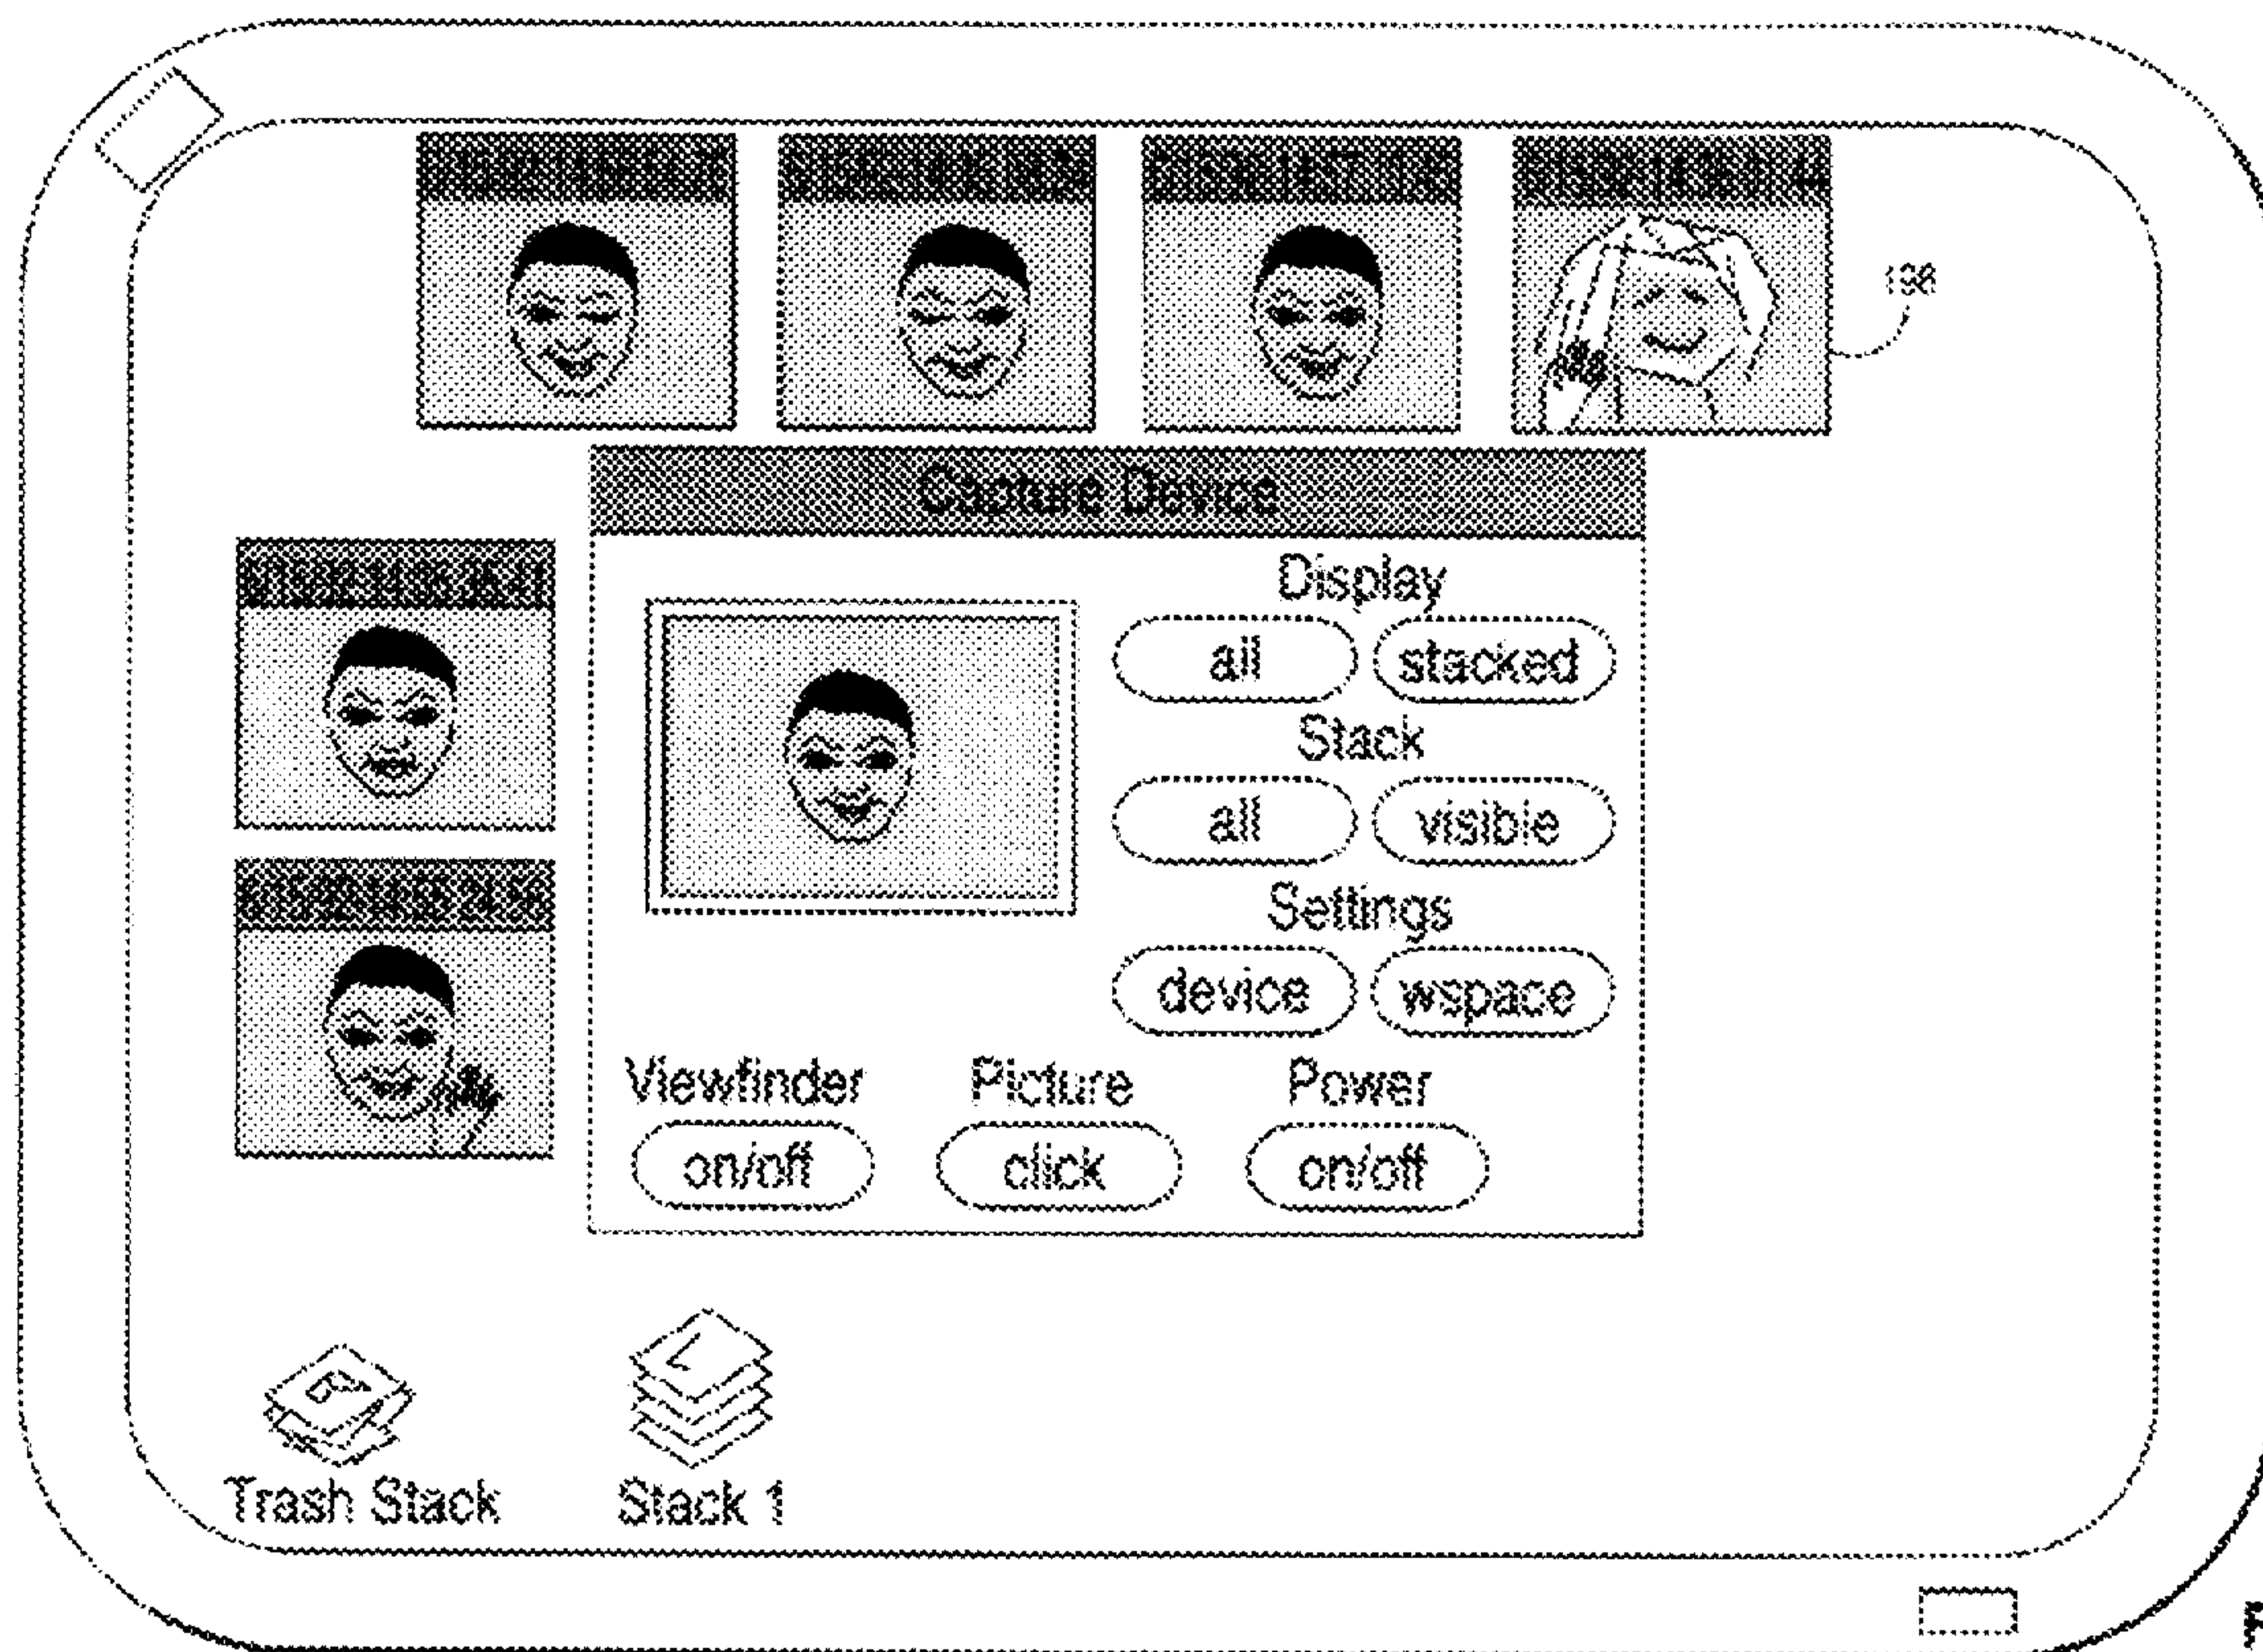 198
Capture Device
Display
all stacked
Stack
all visible
Settings
device wspace
Viewfinder Picture Power
on/off click on/off
Trash Stack Stack 1